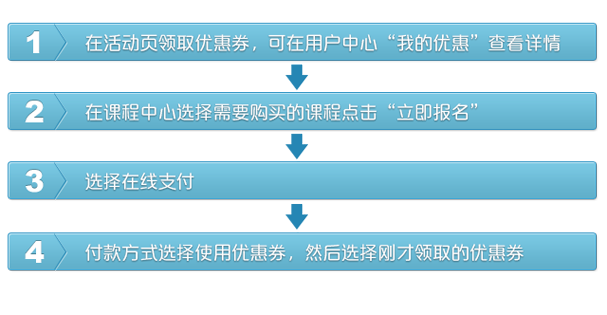 1 在活动页领取优惠券，可在用户中心“我的优惠”查看详情
2 在课程中心选择需要购买的课程点击“立即报名”
3 选择在线支付
4 付款方式选择使用优惠券，然后选择刚才领取的优惠券